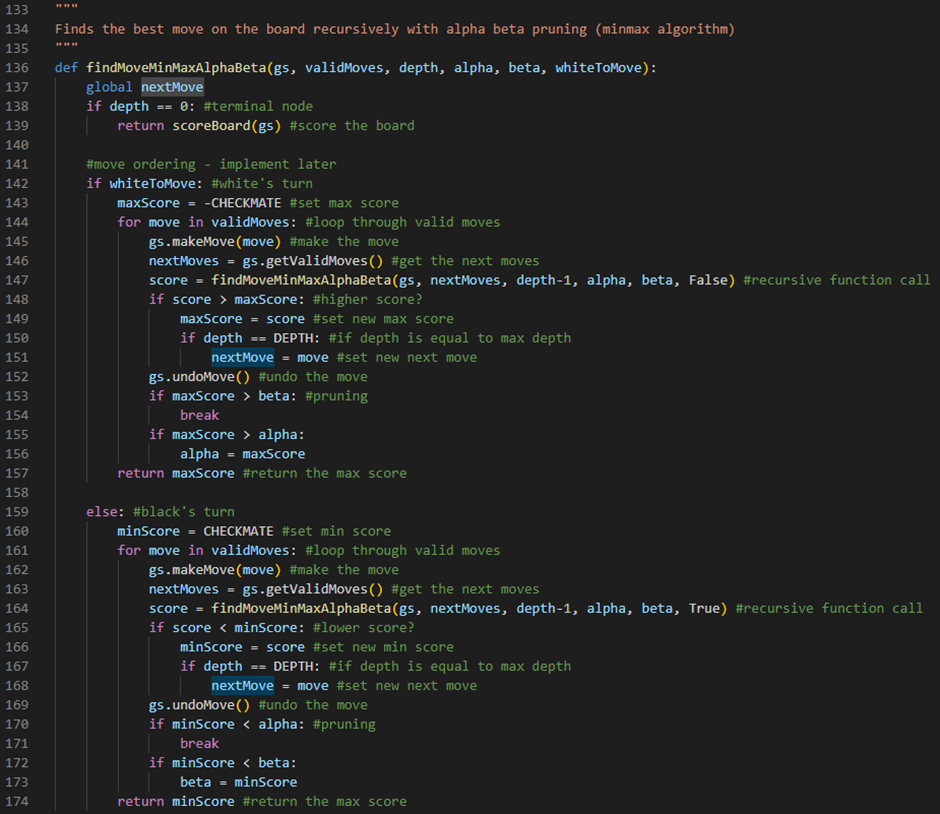 133 """
134 Finds the best move on the board recursively with alpha beta pruning (minmax algorithm)
135 """
136 def findMoveMinMaxAlphaBeta(gs, validMoves, depth, alpha, beta, whiteToMove):
137     global nextMove
138     if depth == 0: #terminal node
139         return scoreBoard(gs) #score the board
140
141     #move ordering - implement later
142     if whiteToMove: #white's turn
143         maxScore = -CHECKMATE #set max score
144         for move in validMoves: #loop through valid moves
145             gs.makeMove(move) #make the move
146             nextMoves = gs.getValidMoves() #get the next moves
147             score = findMoveMinMaxAlphaBeta(gs, nextMoves, depth-1, alpha, beta, False) #recursive function call
148             if score > maxScore: #higher score?
149                 maxScore = score #set new max score
150                 if depth == DEPTH: #if depth is equal to max depth
151                     nextMove = move #set new next move
152             gs.undoMove() #undo the move
153             if maxScore > beta: #pruning
154                 break
155             if maxScore > alpha:
156                 alpha = maxScore
157         return maxScore #return the max score
158
159     else: #black's turn
160         minScore = CHECKMATE #set min score
161         for move in validMoves: #loop through valid moves
162             gs.makeMove(move) #make the move
163             nextMoves = gs.getValidMoves() #get the next moves
164             score = findMoveMinMaxAlphaBeta(gs, nextMoves, depth-1, alpha, beta, True) #recursive function call
165             if score < minScore: #lower score?
166                 minScore = score #set new min score
167                 if depth == DEPTH: #if depth is equal to max depth
168                     nextMove = move #set new next move
169             gs.undoMove() #undo the move
170             if minScore < alpha: #pruning
171                 break
172             if minScore < beta:
173                 beta = minScore
174         return minScore #return the max score